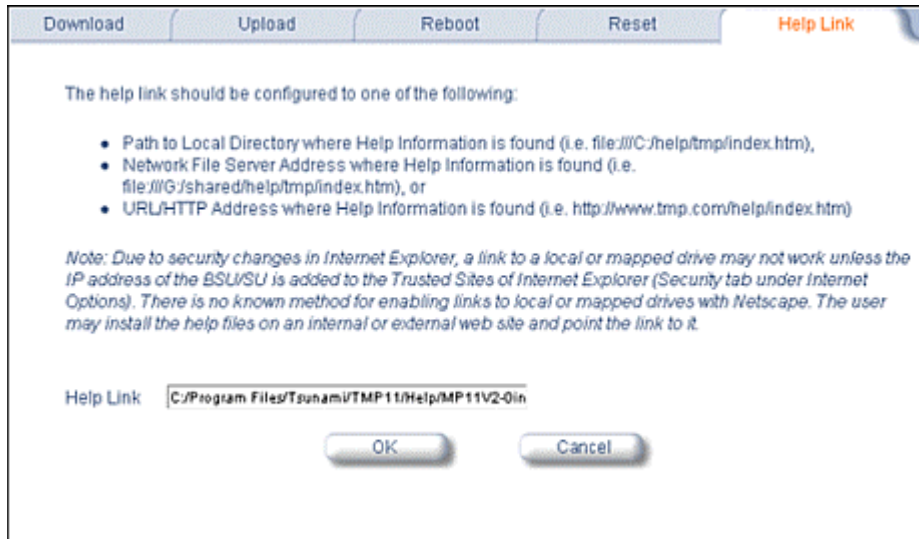 Download Upload Reboot Reset Help Link
The help link should be configured to one of the following:
• Path to Local Directory where Help Information is found (i.e. file:///C:/help/tmp/index.htm),
• Network File Server Address where Help Information is found (i.e.
file:///G:/shared/help/tmp/index.htm), or
• URL/HTTP Address where Help Information is found (i.e. http://www.tmp.com/help/index.htm)
Note: Due to security changes in Internet Explorer, a link to a local or mapped drive may not work unless the
IP address of the BSU/SU is added to the Trusted Sites of Internet Explorer (Security tab under Internet
Options). There is no known method for enabling links to local or mapped drives with Netscape. The user
may install the help files on an internal or external web site and point the link to it.
Help Link C:/Program Files/Tsunami/TMP11/Help/MP11V2-0in
OK Cancel